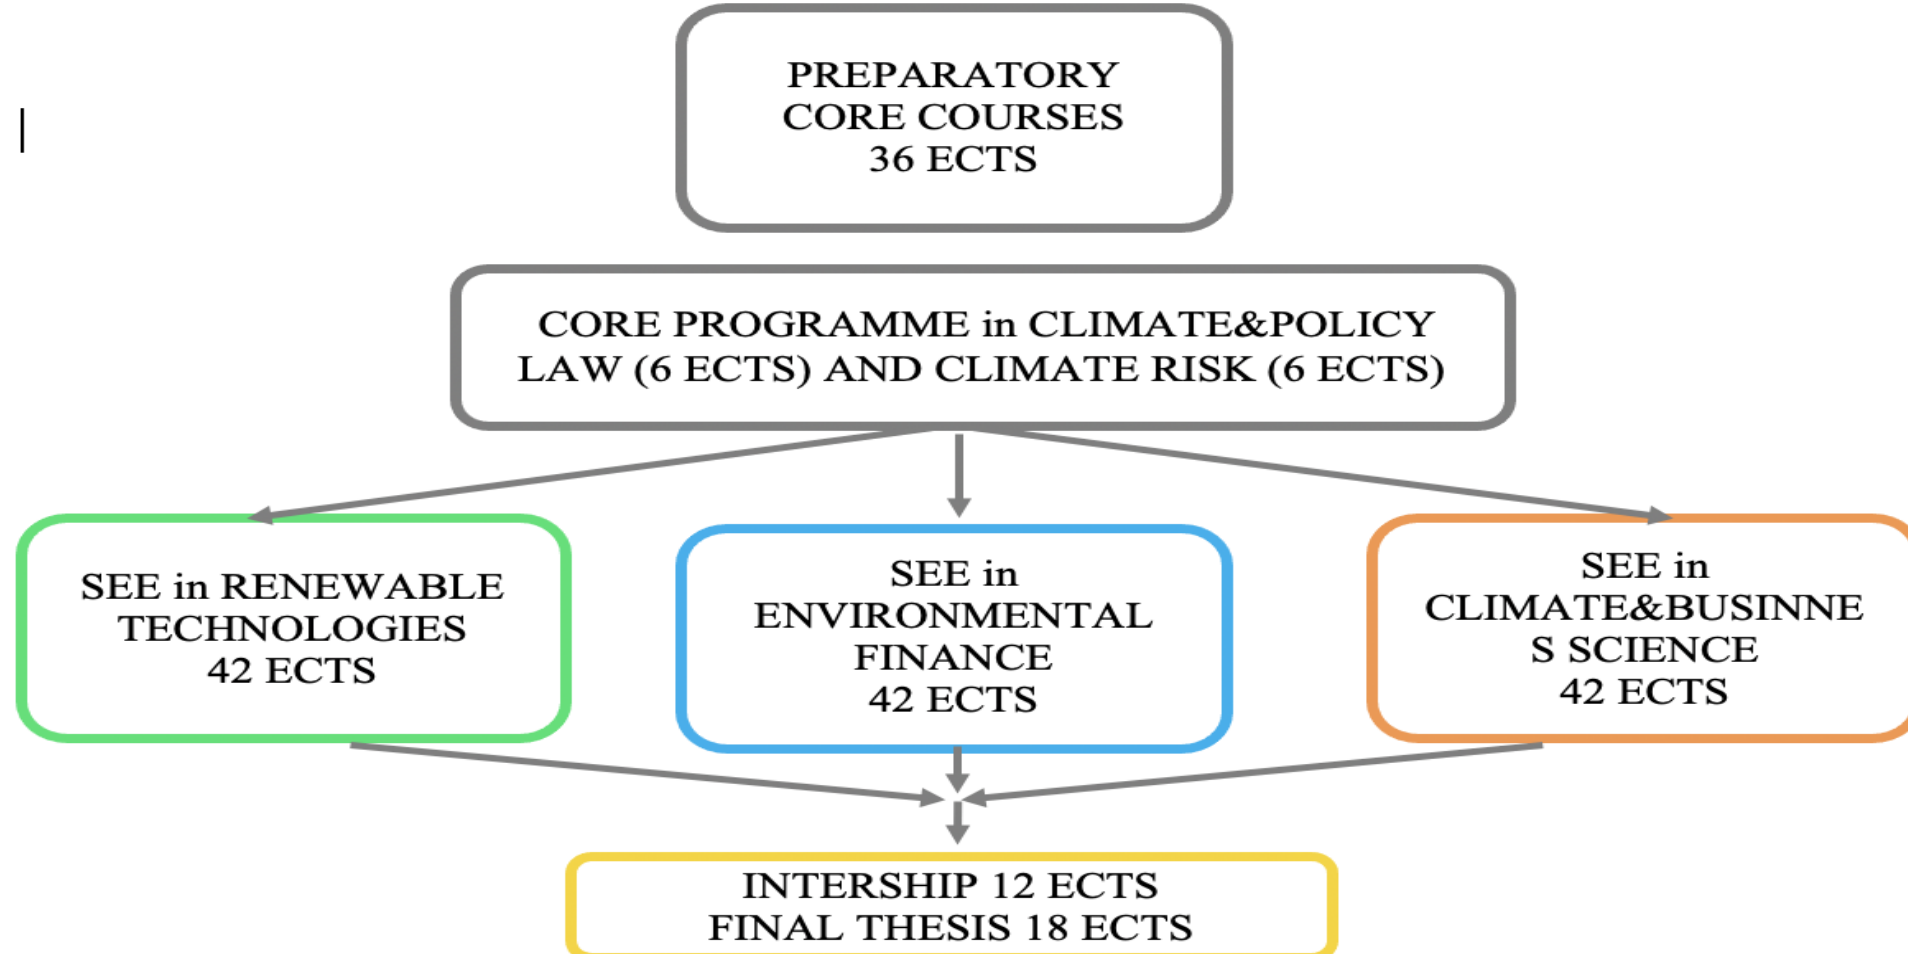 PREPARATORY
CORE COURSES
36 ECTS
CORE PROGRAMME in CLIMATE&POLICY
LAW (6 ECTS) AND CLIMATE RISK (6 ECTS)
SEE in RENEWABLE
TECHNOLOGIES
42 ECTS
SEE in
ENVIRONMENTAL
FINANCE
42 ECTS
SEE in
CLIMATE&BUSINNE
S SCIENCE
42 ECTS
INTERSHIP 12 ECTS
FINAL THESIS 18 ECTS